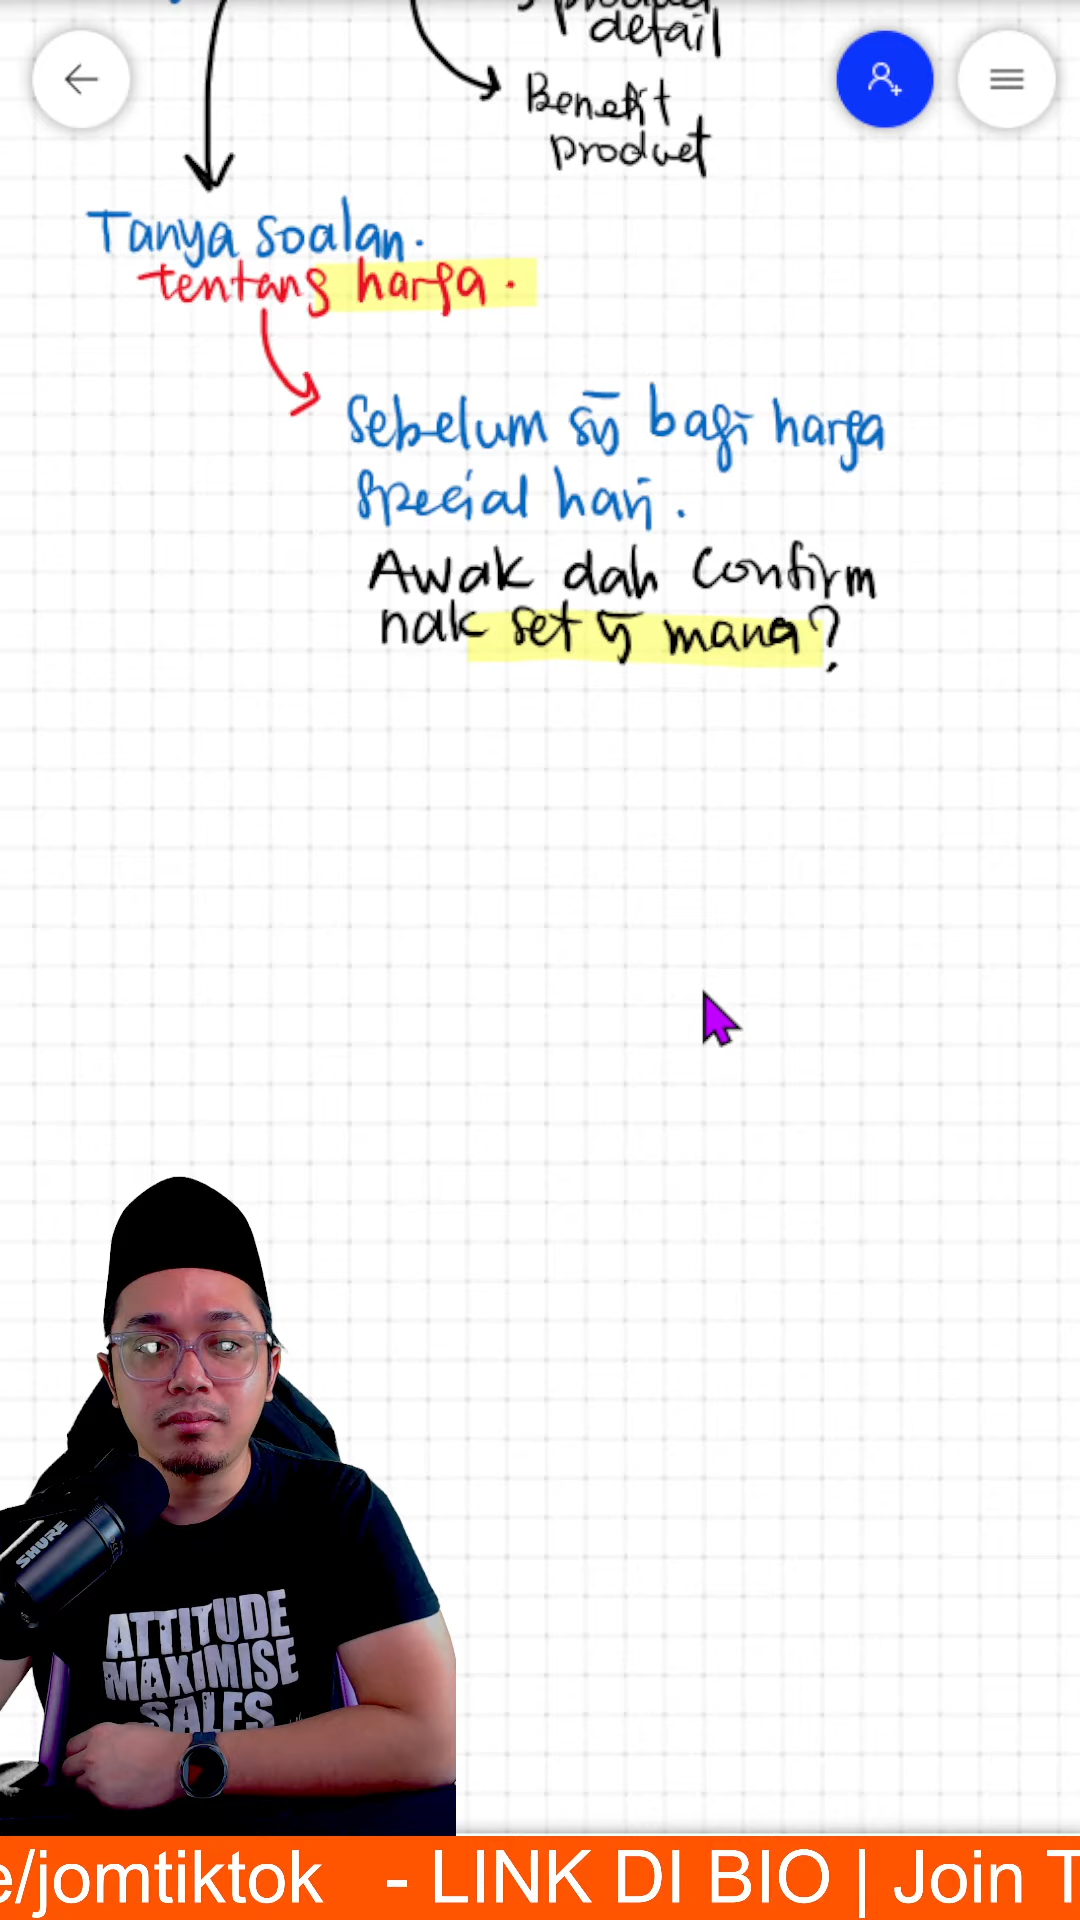 product
detail
Benefit
product
Tanya soalan.
tentang harga.
Sebelum sy bagi harga
special hari.
Awak dah confirm
nak set yg mana?
SHURE
ATTITUDE
MAXIMISE
SALES
e/jomtiktok - LINK DI BIO | Join T